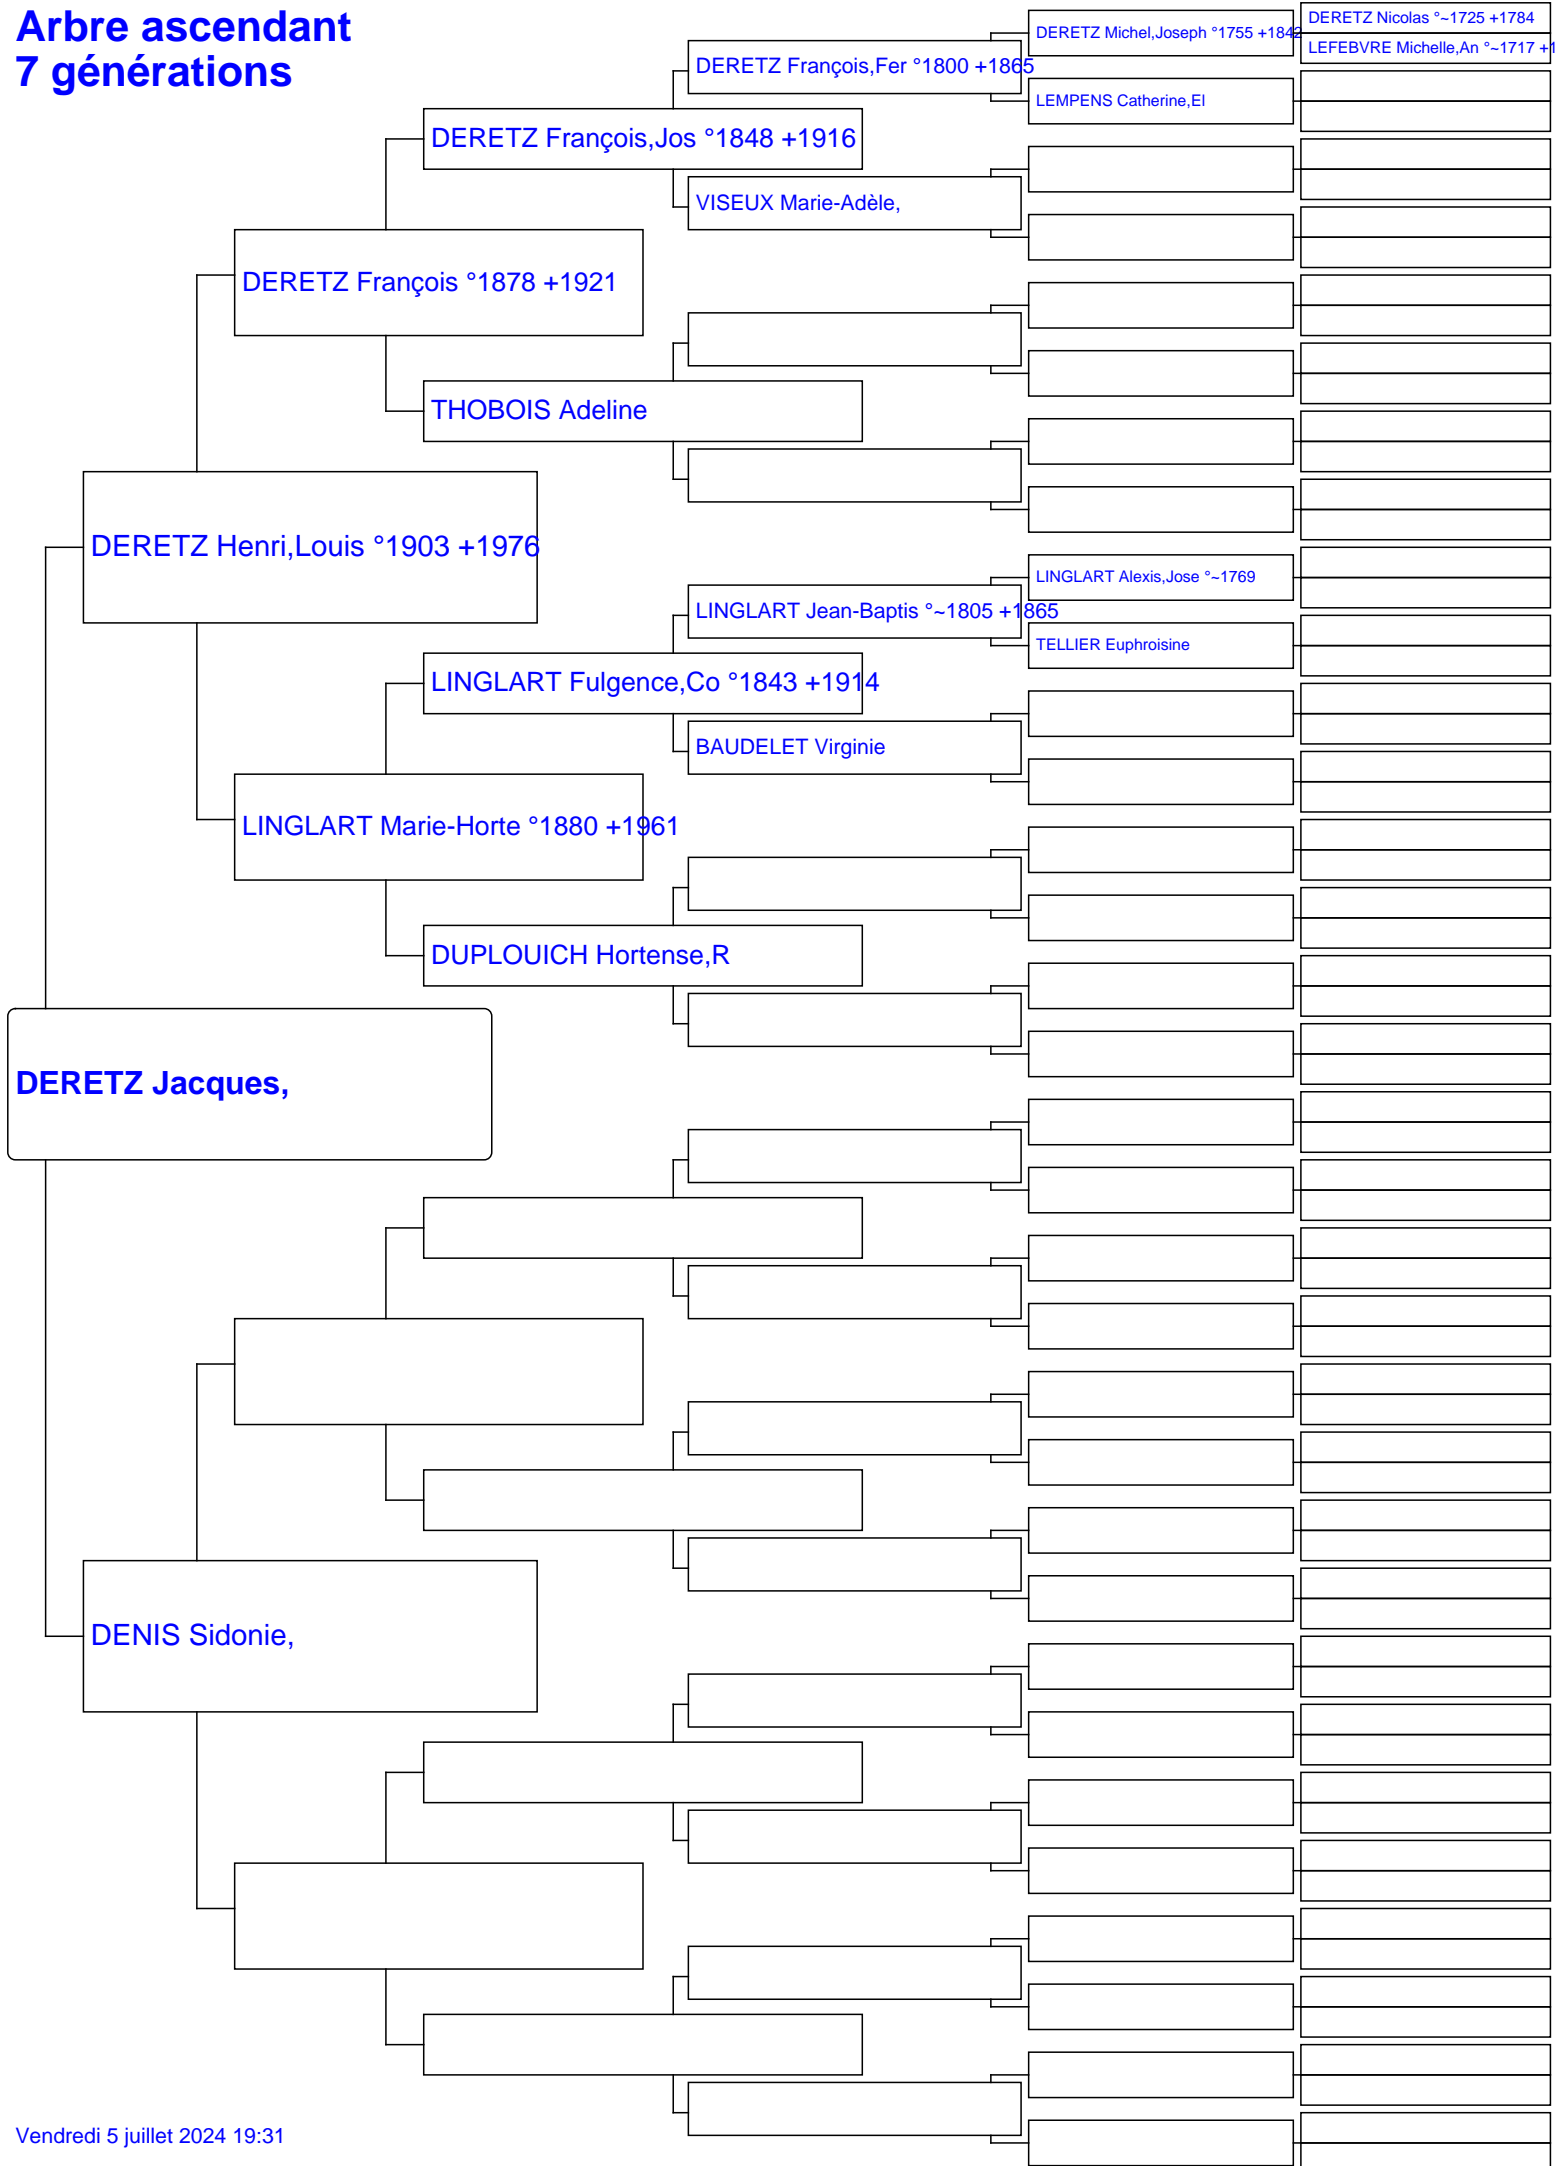 Arbre ascendant
7 générations
DERETZ Nicolas °~1725 +1784
DERETZ Michel,Joseph °1755 +1842
LEFEBVRE Michelle,An °~1717 +1
DERETZ François,Fer °1800 +1865
LEMPENS Catherine,El
DERETZ François,Jos °1848 +1916
VISEUX Marie-Adèle,
DERETZ François °1878 +1921
THOBOIS Adeline
DERETZ Henri,Louis °1903 +1976
LINGLART Alexis,Jose °~1769
LINGLART Jean-Baptis °~1805 +1865
TELLIER Euphroisine
LINGLART Fulgence,Co °1843 +1914
BAUDELET Virginie
LINGLART Marie-Horte °1880 +1961
DUPLOUICH Hortense,R
DERETZ Jacques,
DENIS Sidonie,
Vendredi 5 juillet 2024 19:31